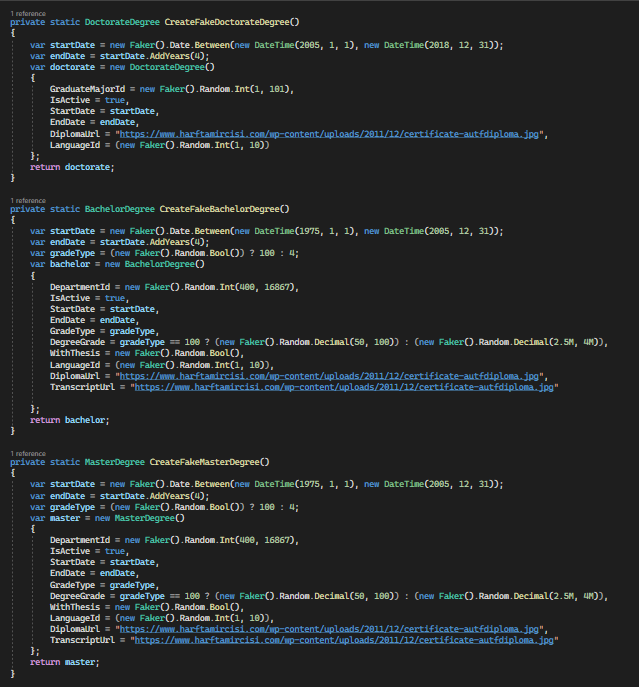 1 reference
private static DoctorateDegree CreateFakeDoctorateDegree()
{
var startDate = new Faker().Date.Between(new DateTime(2005, 1, 1), new DateTime(2018, 12, 31));
var endDate = startDate.AddYears(4);
var doctorate = new DoctorateDegree()
{
GraduateMajorId = new Faker().Random.Int(1, 101),
IsActive = true,
StartDate = startDate,
EndDate = endDate,
DiplomaUrl = "https://www.harftamircisi.com/wp-content/uploads/2011/12/certificate-autfdiploma.jpg",
LanguageId = (new Faker().Random.Int(1, 10))
};
return doctorate;
}
1 reference
private static BachelorDegree CreateFakeBachelorDegree()
{
var startDate = new Faker().Date.Between(new DateTime(1975, 1, 1), new DateTime(2005, 12, 31));
var endDate = startDate.AddYears(4);
var gradeType = (new Faker().Random.Bool()) ? 100 : 4;
var bachelor = new BachelorDegree()
{
DepartmentId = new Faker().Random.Int(400, 16867),
IsActive = true,
StartDate = startDate,
EndDate = endDate,
GradeType = gradeType,
DegreeGrade = gradeType == 100 ? (new Faker().Random.Decimal(50, 100)) : (new Faker().Random.Decimal(2.5M, 4M)),
WithThesis = new Faker().Random.Bool(),
LanguageId = (new Faker().Random.Int(1, 10)),
DiplomaUrl = "https://www.harftamircisi.com/wp-content/uploads/2011/12/certificate-autfdiploma.jpg",
TranscriptUrl = "https://www.harftamircisi.com/wp-content/uploads/2011/12/certificate-autfdiploma.jpg"
};
return bachelor;
}
1 reference
private static MasterDegree CreateFakeMasterDegree()
{
var startDate = new Faker().Date.Between(new DateTime(1975, 1, 1), new DateTime(2005, 12, 31));
var endDate = startDate.AddYears(4);
var gradeType = (new Faker().Random.Bool()) ? 100 : 4;
var master = new MasterDegree()
{
DepartmentId = new Faker().Random.Int(400, 16867),
IsActive = true,
StartDate = startDate,
EndDate = endDate,
GradeType = gradeType,
DegreeGrade = gradeType == 100 ? (new Faker().Random.Decimal(50, 100)) : (new Faker().Random.Decimal(2.5M, 4M)),
WithThesis = new Faker().Random.Bool(),
LanguageId = (new Faker().Random.Int(1, 10)),
DiplomaUrl = "https://www.harftamircisi.com/wp-content/uploads/2011/12/certificate-autfdiploma.jpg",
TranscriptUrl = "https://www.harftamircisi.com/wp-content/uploads/2011/12/certificate-autfdiploma.jpg"
};
return master;
}